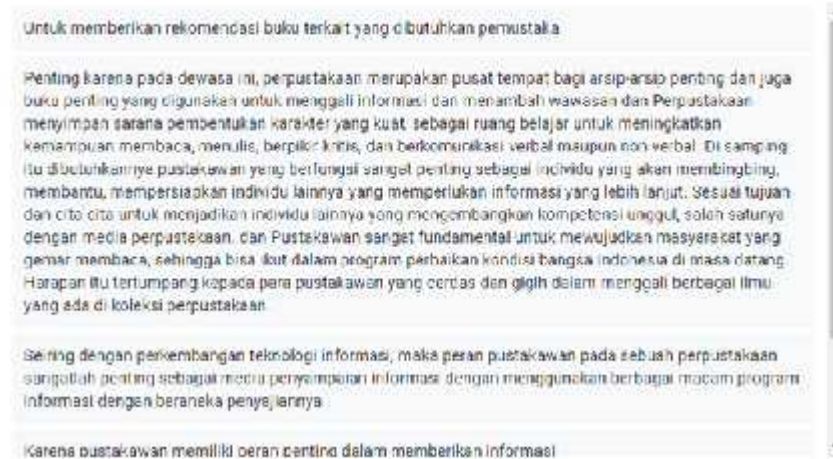 Untuk memberikan rekomendasi buku terkait yang dibutuhkan pemustaka
Penting karena pada dewasa ini, perpustakaan merupakan pusat tempat bagi arsip-arsip penting dan juga
buku penting yang digunakan untuk menggali informasi dan menambah wawasan dan Perpustakaan
menyimpan sarana pembentukan karakter yang kuat, sebagai ruang belajar untuk meningkatkan
kemampuan membaca, menulis, berpikir kritis, dan berkomunikasi verbal maupun non verbal. Di samping
itu dibutuhkannya pustakawan yang berfungsi sangat penting sebagai individu yang akan membingbing,
membantu, mempersiapkan individu lainnya yang memperlukan informasi yang lebih lanjut. Sesuai tujuan
dan cita cita untuk menjadikan individu lainnya yang mengembangkan kompetensi unggul, salah satunya
dengan media perpustakaan. dan Pustakawan sangat fundamental untuk mewujudkan masyarakat yang
gemar membaca, sehingga bisa ikut dalam program perbaikan kondisi bangsa Indonesia di masa datang.
Harapan itu tertumpang kepada para pustakawan yang cerdas dan gigih dalam menggali berbagai ilmu
yang ada di koleksi perpustakaan
Seiring dengan perkembangan teknologi informasi, maka peran pustakawan pada sebuah perpustakaan
sangatlah penting sebagai media penyampaian informasi dengan menggunakan berbagai macam program
informasi dengan beraneka penyajiannya
Karena pustakawan memiliki peran penting dalam memberikan informasi